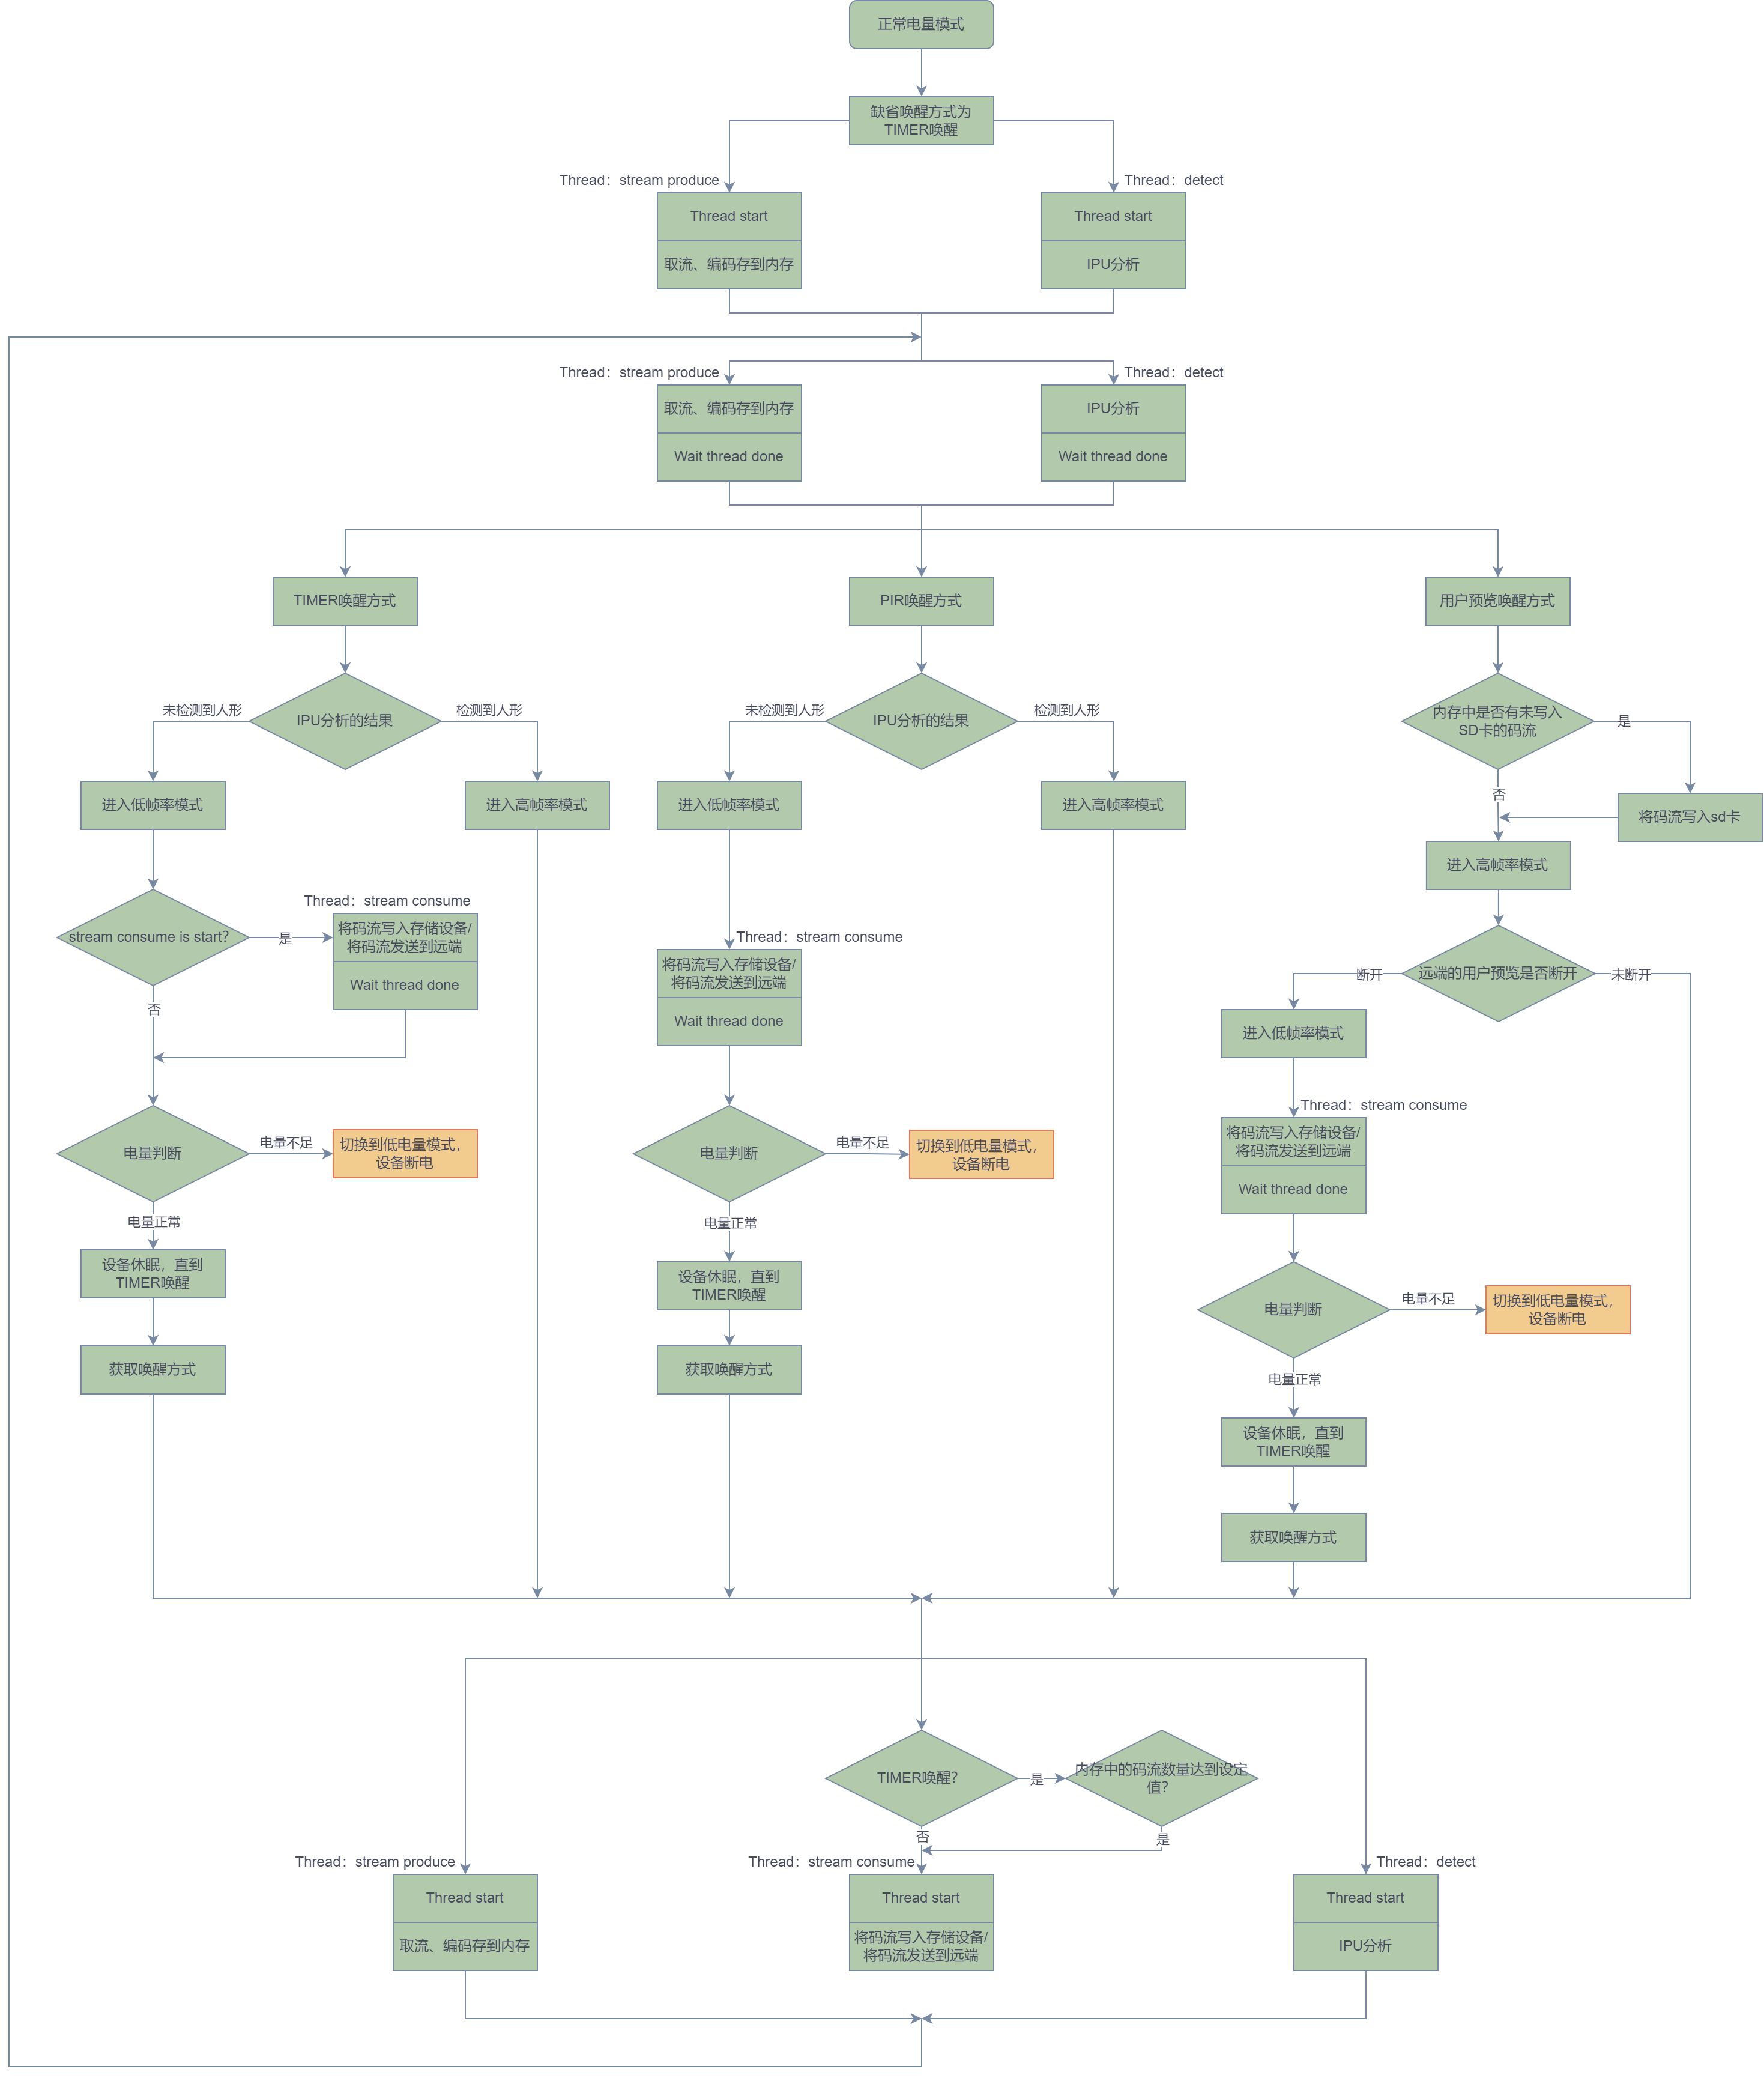 正常电量模式
缺省唤醒方式为
TIMER唤醒
Thread：stream produce
Thread：detect
Thread start
Thread start
取流、编码存到内存
IPU分析
Thread：stream produce
Thread：detect
取流、编码存到内存
IPU分析
Wait thread done
Wait thread done
TIMER唤醒方式
PIR唤醒方式
用户预览唤醒方式
未检测到人形
IPU分析的结果
检测到人形
未检测到人形
IPU分析的结果
检测到人形
内存中是否有未写入
SD卡的码流
是
否
进入低帧率模式
进入高帧率模式
进入低帧率模式
进入高帧率模式
将码流写入sd卡
进入高帧率模式
Thread：stream consume
stream consume is start?
是
将码流写入存储设备/
将码流发送到远端
Wait thread done
否
Thread：stream consume
将码流写入存储设备/
将码流发送到远端
Wait thread done
断开
远端的用户预览是否断开
未断开
进入低帧率模式
Thread：stream consume
将码流写入存储设备/
将码流发送到远端
Wait thread done
电量判断
电量不足
切换到低电量模式，
设备断电
电量判断
电量不足
切换到低电量模式，
设备断电
电量正常
电量正常
设备休眠，直到
TIMER唤醒
设备休眠，直到
TIMER唤醒
电量判断
电量不足
切换到低电量模式，
设备断电
获取唤醒方式
获取唤醒方式
电量正常
设备休眠，直到
TIMER唤醒
获取唤醒方式
TIMER唤醒?
是
内存中的码流数量达到设定
值?
否
是
Thread：stream produce
Thread：stream consume
Thread：detect
Thread start
Thread start
Thread start
取流、编码存到内存
将码流写入存储设备/
将码流发送到远端
IPU分析